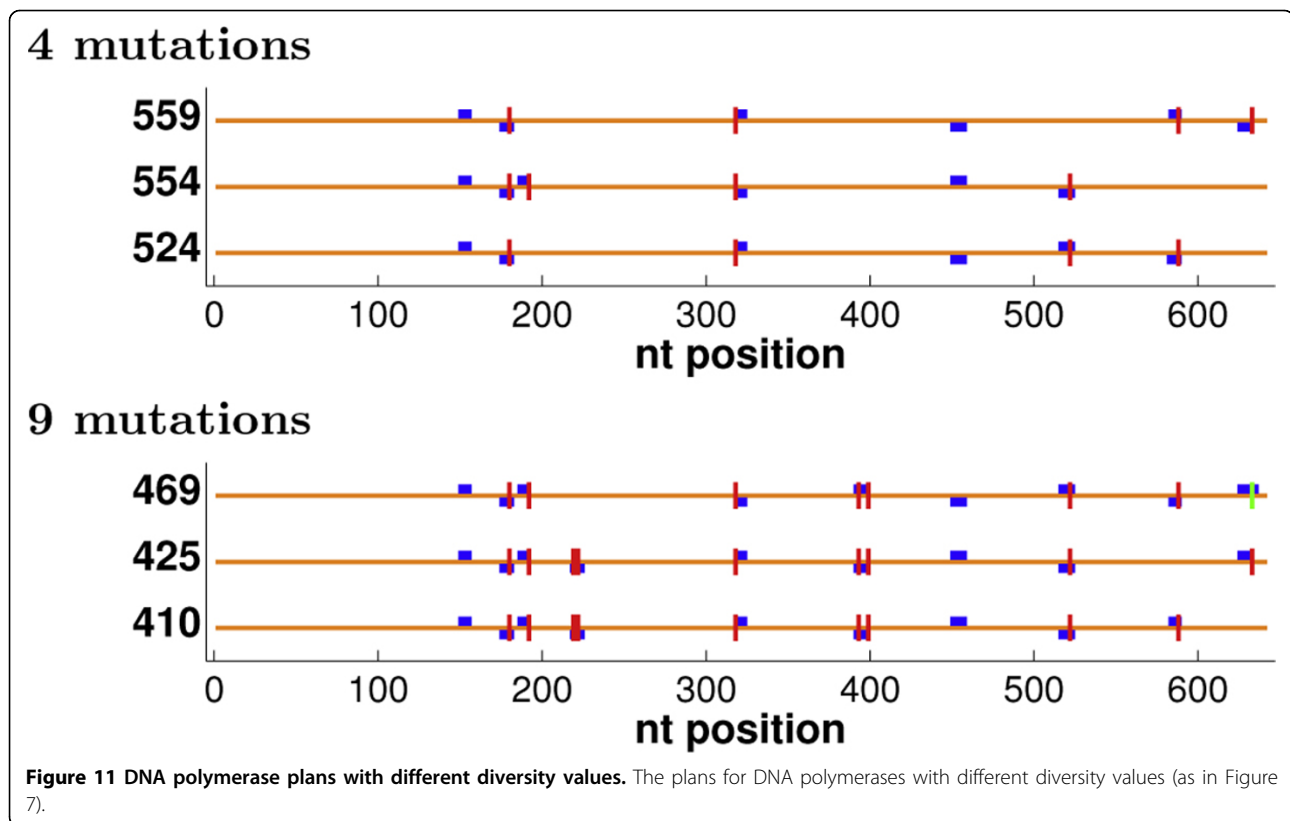 4 mutations
559
554
524
0 100 200 300 400 500 600
nt position
9 mutations
469
425
410
0 100 200 300 400 500 600
nt position
Figure 11 DNA polymerase plans with different diversity values. The plans for DNA polymerases with different diversity values (as in Figure
7).